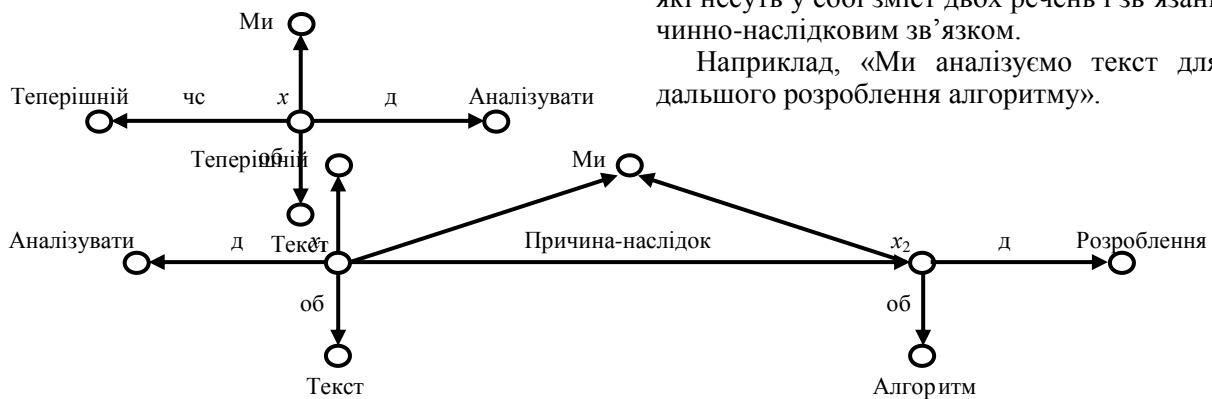 які несуть у собі зміст двох речень і зв'язані
чинно-наслідковим зв'язком.
Наприклад, «Ми аналізуємо текст для
дальшого розроблення алгоритму».
Ми
Теперішній чс x д Аналізувати
об
Текст
Теперішній Ми
Аналізувати д x Причина-наслідок x₂ д Розроблення
об об
Текст Алгоритм